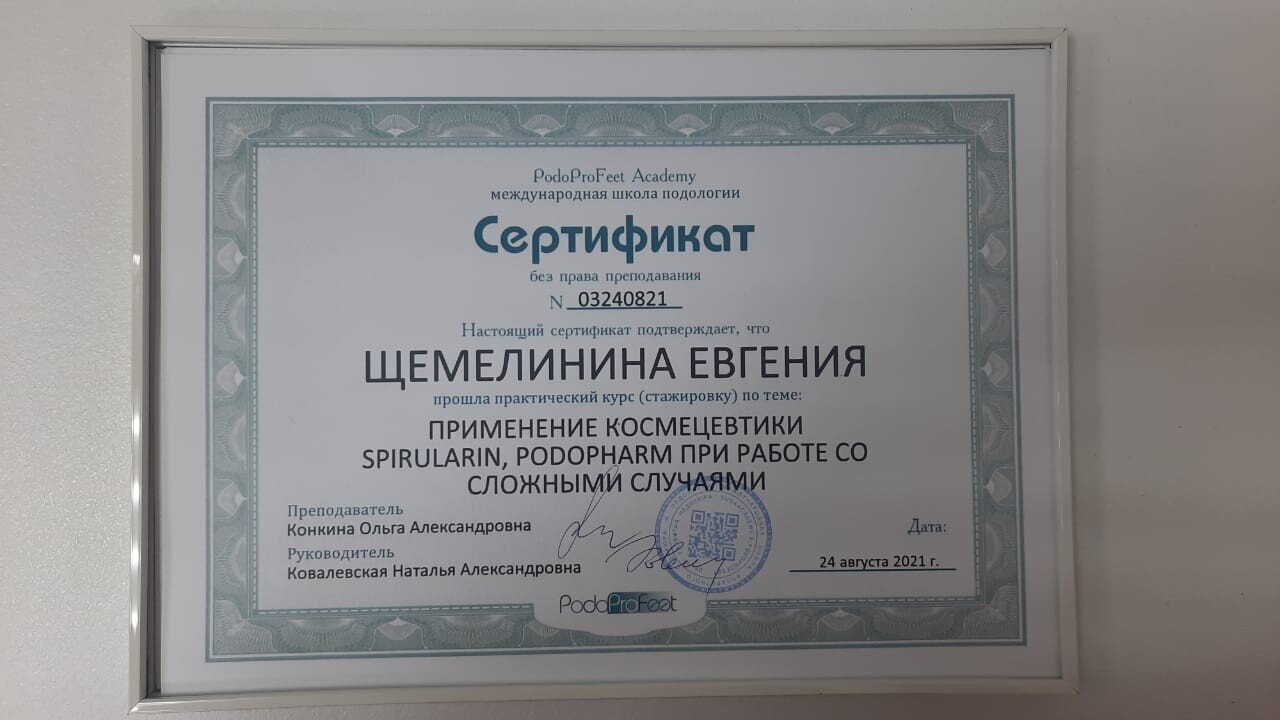 PodoProFeet Academy
международная школа подологии
Сертификат
без права преподавания
N 03240821
Настоящий сертификат подтверждает, что
ЩЕМЕЛИНИНА ЕВГЕНИЯ
прошла практический курс (стажировку) по теме:
ПРИМЕНЕНИЕ КОСМЕЦЕВТИКИ
SPIRULARIN, PODOPHARM ПРИ РАБОТЕ СО
СЛОЖНЫМИ СЛУЧАЯМИ
Преподаватель
Конкина Ольга Александровна
Руководитель
Ковалевская Наталья Александровна
Дата:
24 августа 2021 г.
PodoProFeet